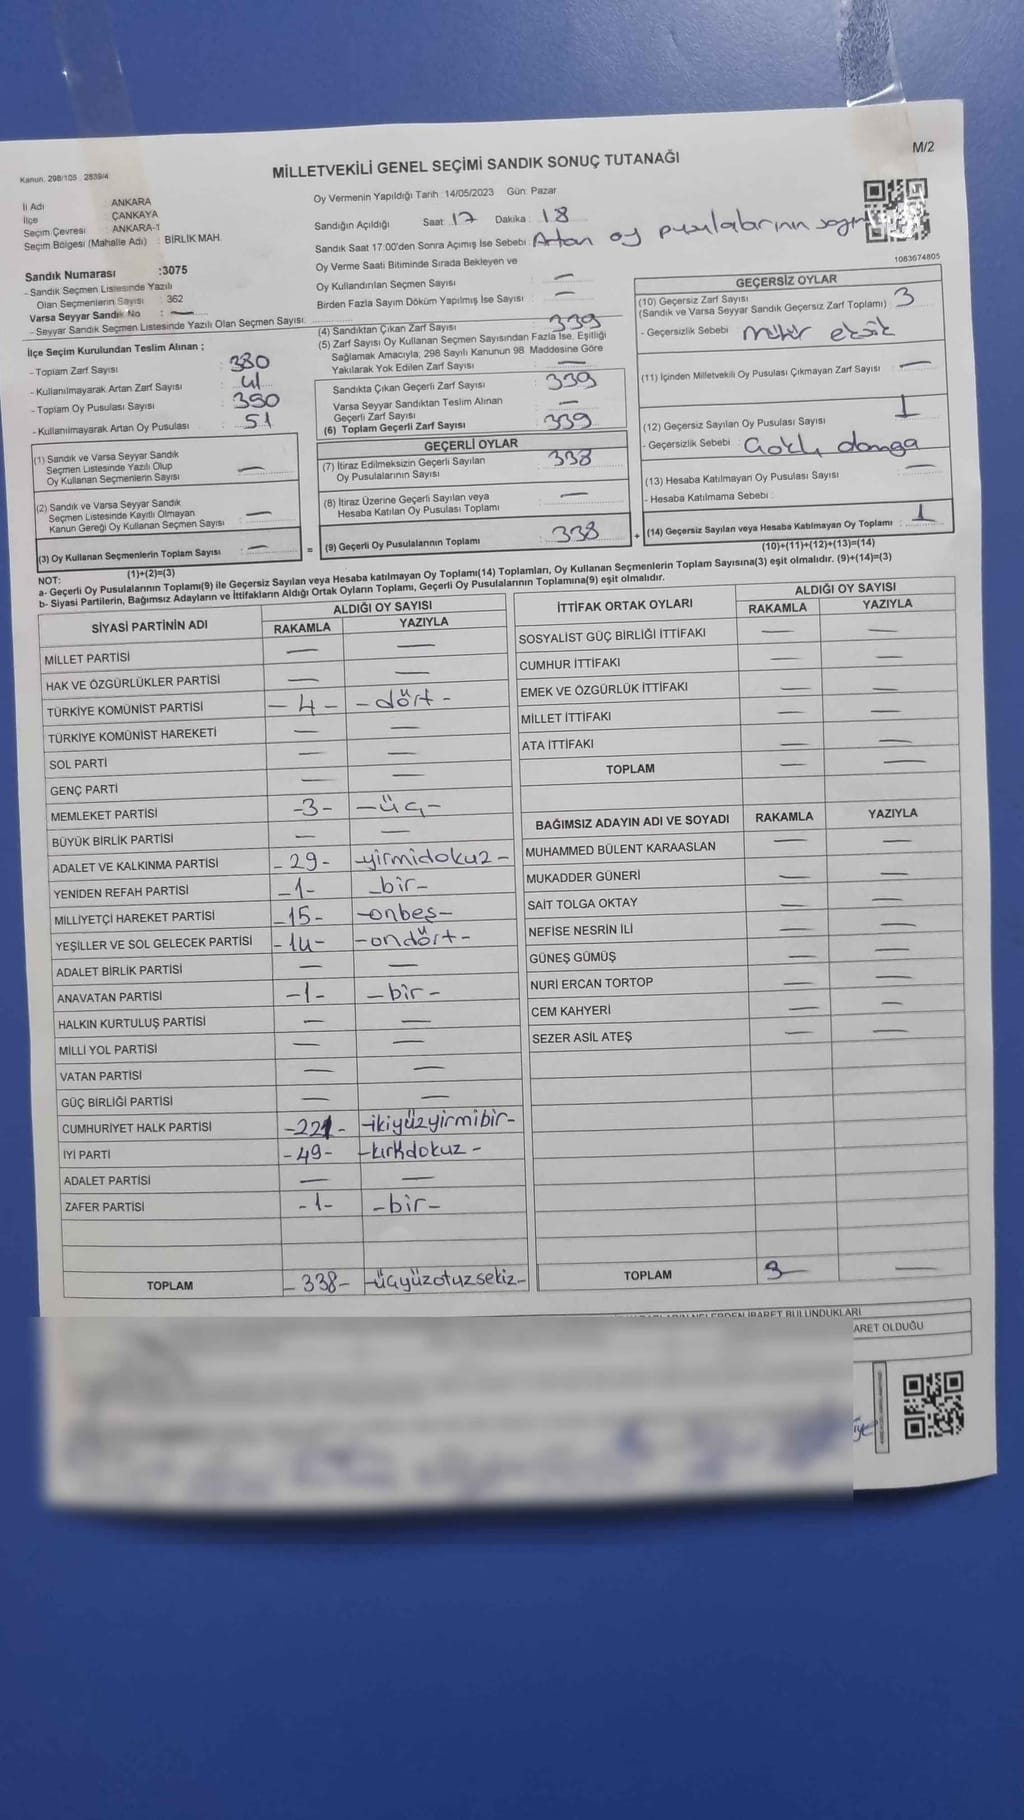 M/2
Kanun. 298/105 . 2839/4
MİLLETVEKİLİ GENEL SEÇİMİ SANDIK SONUÇ TUTANAĞI
İl Adı : ANKARA
İlçe : ÇANKAYA
Seçim Çevresi : ANKARA-1
Seçim Bölgesi (Mahalle Adı) : BİRLİK MAH.
Oy Vermenin Yapıldığı Tarih : 14/05/2023 Gün: Pazar
Sandığın Açıldığı Saat: 17 Dakika : 18
Sandık Saat 17:00'den Sonra Açımış İse Sebebi: Artan oy pusulalarının
Oy Verme Saati Bitiminde Sırada Bekleyen ve
Oy Kullandırılan Seçmen Sayısı —
Birden Fazla Sayım Döküm Yapılmış İse Sayısı —
1063674805
Sandık Numarası :3075
- Sandık Seçmen Listesinde Yazılı
Olan Seçmenlerin Sayısı : 362
Varsa Seyyar Sandık No : —
- Seyyar Sandık Seçmen Listesinde Yazılı Olan Seçmen Sayısı:
İlçe Seçim Kurulundan Teslim Alınan ;
- Toplam Zarf Sayısı : 380
- Kullanılmayarak Artan Zarf Sayısı : 41
- Toplam Oy Pusulası Sayısı : 390
- Kullanılmayarak Artan Oy Pusulası : 51
(1) Sandık ve Varsa Seyyar Sandık
Seçmen Listesinde Yazılı Olup
Oy Kullanan Seçmenlerin Sayısı : —
(2) Sandık ve Varsa Seyyar Sandık
Seçmen Listesinde Kayıtlı Olmayan
Kanun Gereği Oy Kullanan Seçmen Sayısı : —
(3) Oy Kullanan Seçmenlerin Toplam Sayısı : —
(1)+(2)=(3)
(4) Sandıktan Çıkan Zarf Sayısı : 339
(5) Zarf Sayısı Oy Kullanan Seçmen Sayısından Fazla İse, Eşitliği
Sağlamak Amacıyla, 298 Sayılı Kanunun 98. Maddesine Göre
Yakılarak Yok Edilen Zarf Sayısı : —
Sandıkta Çıkan Geçerli Zarf Sayısı : 339
Varsa Seyyar Sandıktan Teslim Alınan
Geçerli Zarf Sayısı : —
(6) Toplam Geçerli Zarf Sayısı : 339
GEÇERLİ OYLAR
(7) İtiraz Edilmeksizin Geçerli Sayılan
Oy Pusulalarının Sayısı : 338
(8) İtiraz Üzerine Geçerli Sayılan veya
Hesaba Katılan Oy Pusulası Toplamı : —
= (9) Geçerli Oy Pusulalarının Toplamı : 338
GEÇERSİZ OYLAR
(10) Geçersiz Zarf Sayısı
(Sandık ve Varsa Seyyar Sandık Geçersiz Zarf Toplamı) : 3
- Geçersizlik Sebebi : mühür eksik
(11) İçinden Milletvekili Oy Pusulası Çıkmayan Zarf Sayısı : —
(12) Geçersiz Sayılan Oy Pusulası Sayısı : 1
- Geçersizlik Sebebi : Çoklu damga
(13) Hesaba Katılmayan Oy Pusulası Sayısı : —
- Hesaba Katılmama Sebebi :
+ (14) Geçersiz Sayılan veya Hesaba Katılmayan Oy Toplamı : 1
(10)+(11)+(12)+(13)=(14)
NOT:
a- Geçerli Oy Pusulalarının Toplamı(9) ile Geçersiz Sayılan veya Hesaba katılmayan Oy Toplamı(14) Toplamları, Oy Kullanan Seçmenlerin Toplam Sayısına(3) eşit olmalıdır. (9)+(14)=(3)
b- Siyasi Partilerin, Bağımsız Adayların ve İttifakların Aldığı Ortak Oyların Toplamı, Geçerli Oy Pusulalarının Toplamına(9) eşit olmalıdır.
SİYASİ PARTİNİN ADI ALDIĞI OY SAYISI
RAKAMLA YAZIYLA
MİLLET PARTİSİ — —
HAK VE ÖZGÜRLÜKLER PARTİSİ — —
TÜRKİYE KOMÜNİST PARTİSİ -4- -dört-
TÜRKİYE KOMÜNİST HAREKETİ — —
SOL PARTİ — —
GENÇ PARTİ — —
MEMLEKET PARTİSİ -3- -üç-
BÜYÜK BİRLİK PARTİSİ — —
ADALET VE KALKINMA PARTİSİ -29- -yirmidokuz-
YENİDEN REFAH PARTİSİ -1- -bir-
MİLLİYETÇİ HAREKET PARTİSİ -15- -onbeş-
YEŞİLLER VE SOL GELECEK PARTİSİ -14- -ondört-
ADALET BİRLİK PARTİSİ — —
ANAVATAN PARTİSİ -1- -bir-
HALKIN KURTULUŞ PARTİSİ — —
MİLLİ YOL PARTİSİ — —
VATAN PARTİSİ — —
GÜÇ BİRLİĞİ PARTİSİ — —
CUMHURİYET HALK PARTİSİ -221- -ikiyüzyirmibir-
İYİ PARTİ -49- -kırkdokuz-
ADALET PARTİSİ — —
ZAFER PARTİSİ -1- -bir-
TOPLAM -338- -üçyüzotuzsekiz-
İTTİFAK ORTAK OYLARI ALDIĞI OY SAYISI
RAKAMLA YAZIYLA
SOSYALİST GÜÇ BİRLİĞİ İTTİFAKI — —
CUMHUR İTTİFAKI — —
EMEK VE ÖZGÜRLÜK İTTİFAKI — —
MİLLET İTTİFAKI — —
ATA İTTİFAKI — —
TOPLAM — —
BAĞIMSIZ ADAYIN ADI VE SOYADI RAKAMLA YAZIYLA
MUHAMMED BÜLENT KARAASLAN — —
MUKADDER GÜNERİ — —
SAİT TOLGA OKTAY — —
NEFİSE NESRİN İLİ — —
GÜNEŞ GÜMÜŞ — —
NURİ ERCAN TORTOP — —
CEM KAHYERİ — —
SEZER ASİL ATEŞ — —
TOPLAM —
İBARET BULUNDUKLARI
ARET OLDUĞU